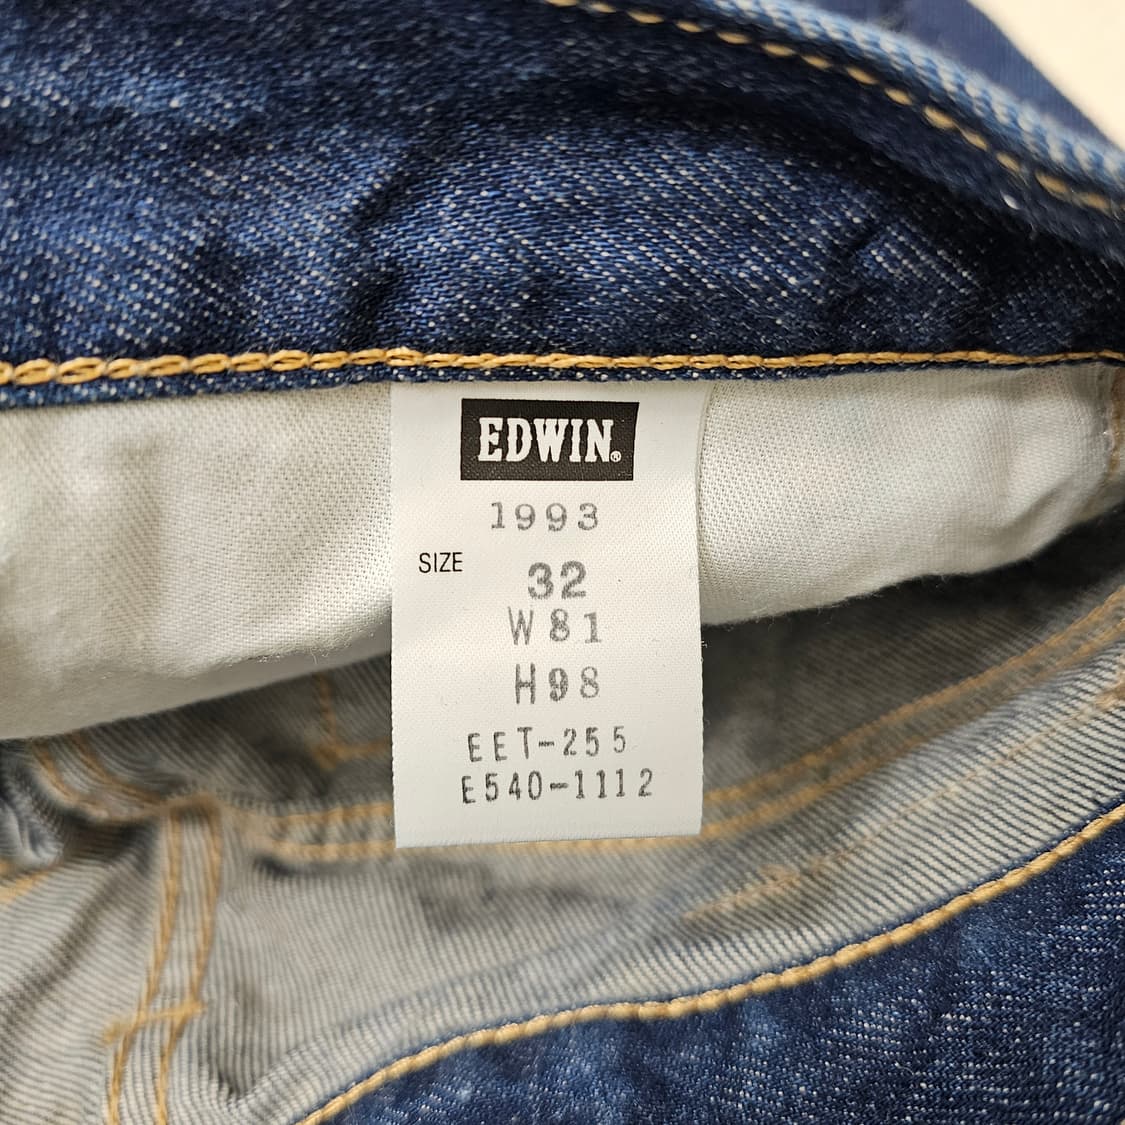 EDWIN®
1993
SIZE 32
W81
H98
EET-255
E540-1112